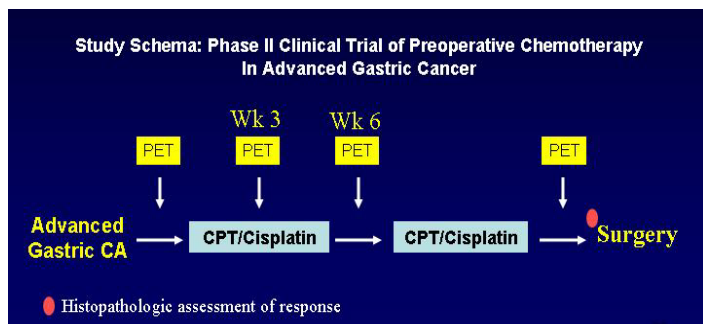 Study Schema: Phase II Clinical Trial of Preoperative Chemotherapy
In Advanced Gastric Cancer
Wk 3
Wk 6
PET
PET
PET
PET
Advanced
Gastric CA
CPT/Cisplatin
CPT/Cisplatin
Surgery
Histopathologic assessment of response